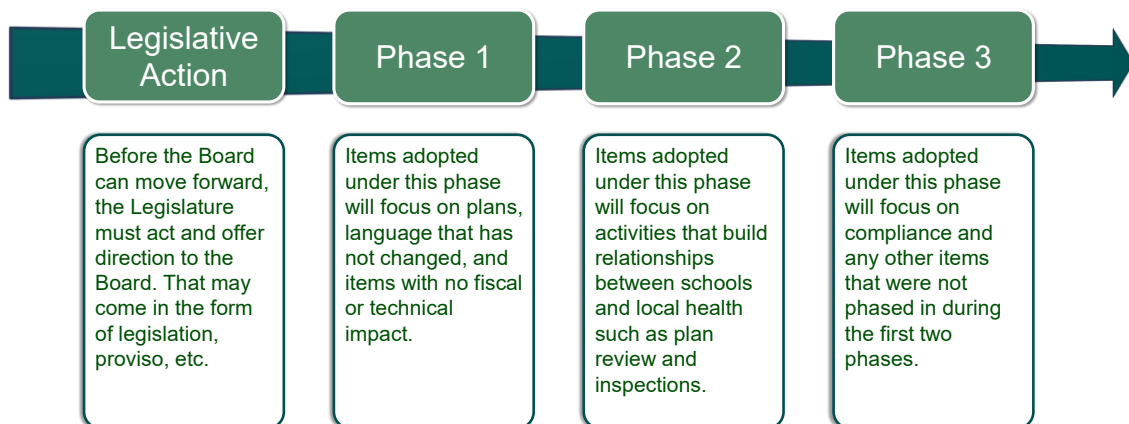 Legislative
Action
Before the Board
can move forward,
the Legislature
must act and offer
direction to the
Board. That may
come in the form
of legislation,
proviso, etc.
Phase 1
Items adopted
under this phase
will focus on plans,
language that has
not changed, and
items with no fiscal
or technical
impact.
Phase 2
Items adopted
under this phase
will focus on
activities that build
relationships
between schools
and local health
such as plan
review and
inspections.
Phase 3
Items adopted
under this phase
will focus on
compliance and
any other items
that were not
phased in during
the first two
phases.